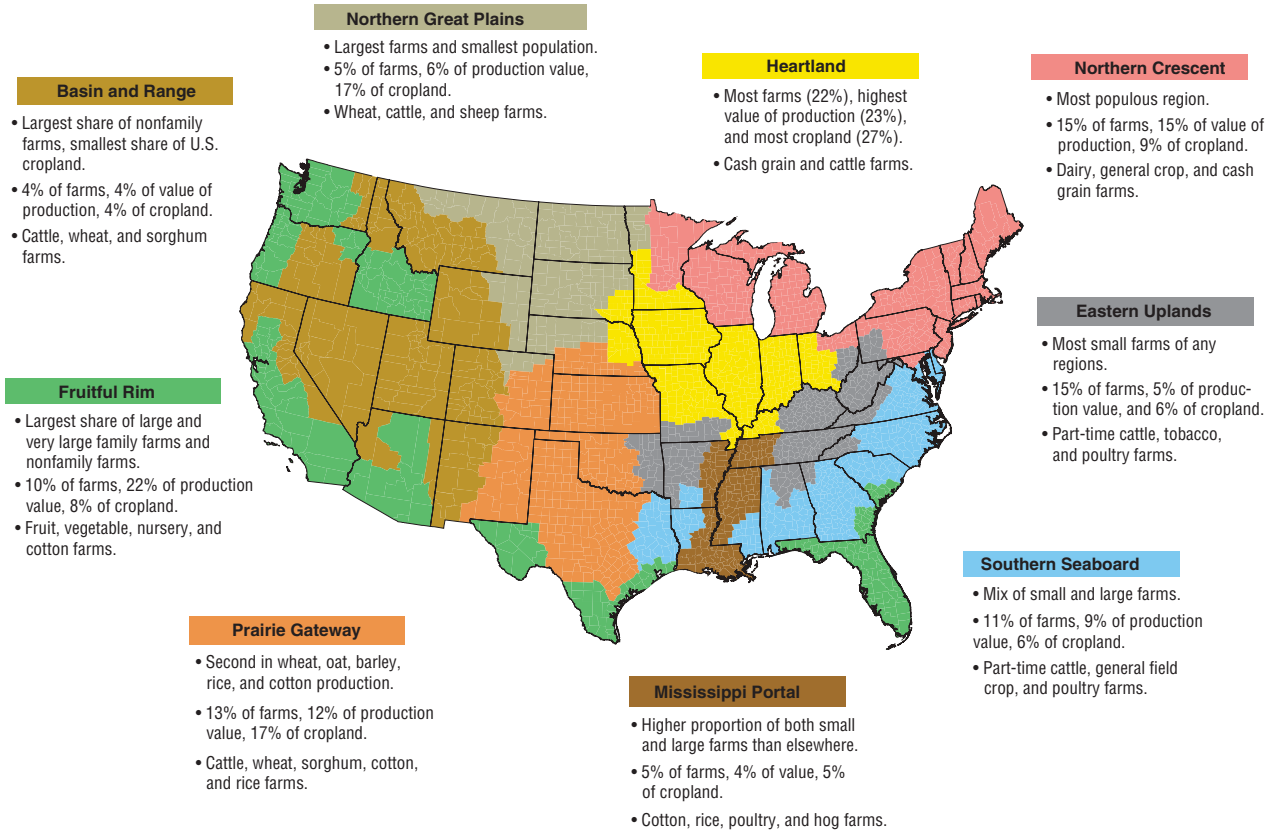 Northern Great Plains
• Largest farms and smallest population.
• 5% of farms, 6% of production value,
17% of cropland.
• Wheat, cattle, and sheep farms.
Heartland
• Most farms (22%), highest
value of production (23%),
and most cropland (27%).
• Cash grain and cattle farms.
Northern Crescent
• Most populous region.
• 15% of farms, 15% of value of
production, 9% of cropland.
• Dairy, general crop, and cash
grain farms.
Basin and Range
• Largest share of nonfamily
farms, smallest share of U.S.
cropland.
• 4% of farms, 4% of value of
production, 4% of cropland.
• Cattle, wheat, and sorghum
farms.
Eastern Uplands
• Most small farms of any
regions.
• 15% of farms, 5% of produc-
tion value, and 6% of cropland.
• Part-time cattle, tobacco,
and poultry farms.
Fruitful Rim
• Largest share of large and
very large family farms and
nonfamily farms.
• 10% of farms, 22% of production
value, 8% of cropland.
• Fruit, vegetable, nursery, and
cotton farms.
Southern Seaboard
• Mix of small and large farms.
• 11% of farms, 9% of production
value, 6% of cropland.
• Part-time cattle, general field
crop, and poultry farms.
Prairie Gateway
• Second in wheat, oat, barley,
rice, and cotton production.
• 13% of farms, 12% of production
value, 17% of cropland.
• Cattle, wheat, sorghum, cotton,
and rice farms.
Mississippi Portal
• Higher proportion of both small
and large farms than elsewhere.
• 5% of farms, 4% of value, 5%
of cropland.
• Cotton, rice, poultry, and hog farms.